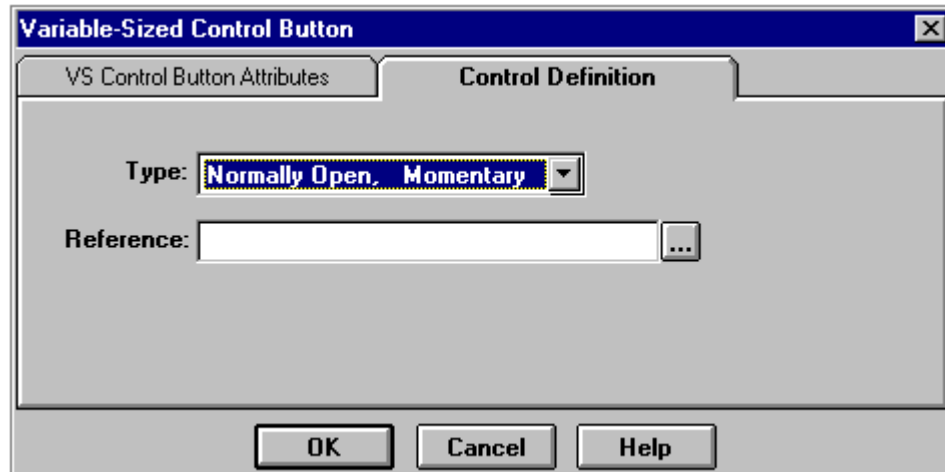 Variable-Sized Control Button
VS Control Button Attributes Control Definition
Type: Normally Open, Momentary
Reference: ...
OK Cancel Help